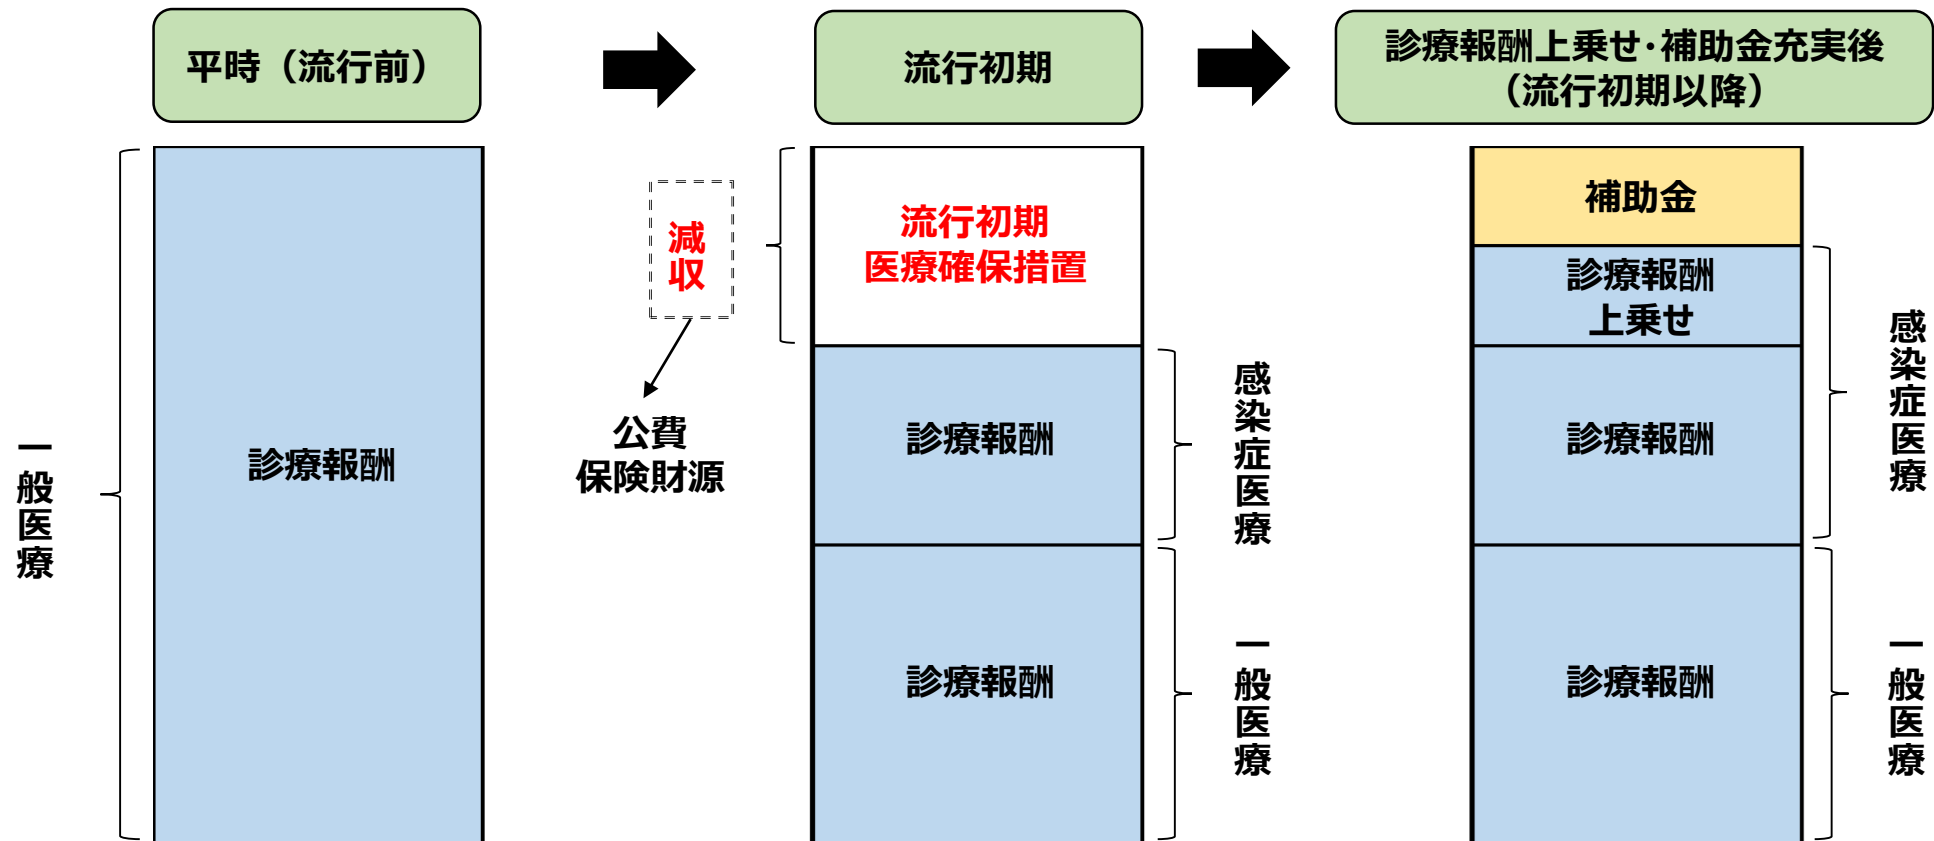 平時（流行前）
流行初期
診療報酬上乗せ･補助金充実後
（流行初期以降）
一般医療
診療報酬
減収
公費
保険財源
流行初期
医療確保措置
診療報酬
診療報酬
感染症医療
一般医療
補助金
診療報酬
上乗せ
診療報酬
診療報酬
感染症医療
一般医療